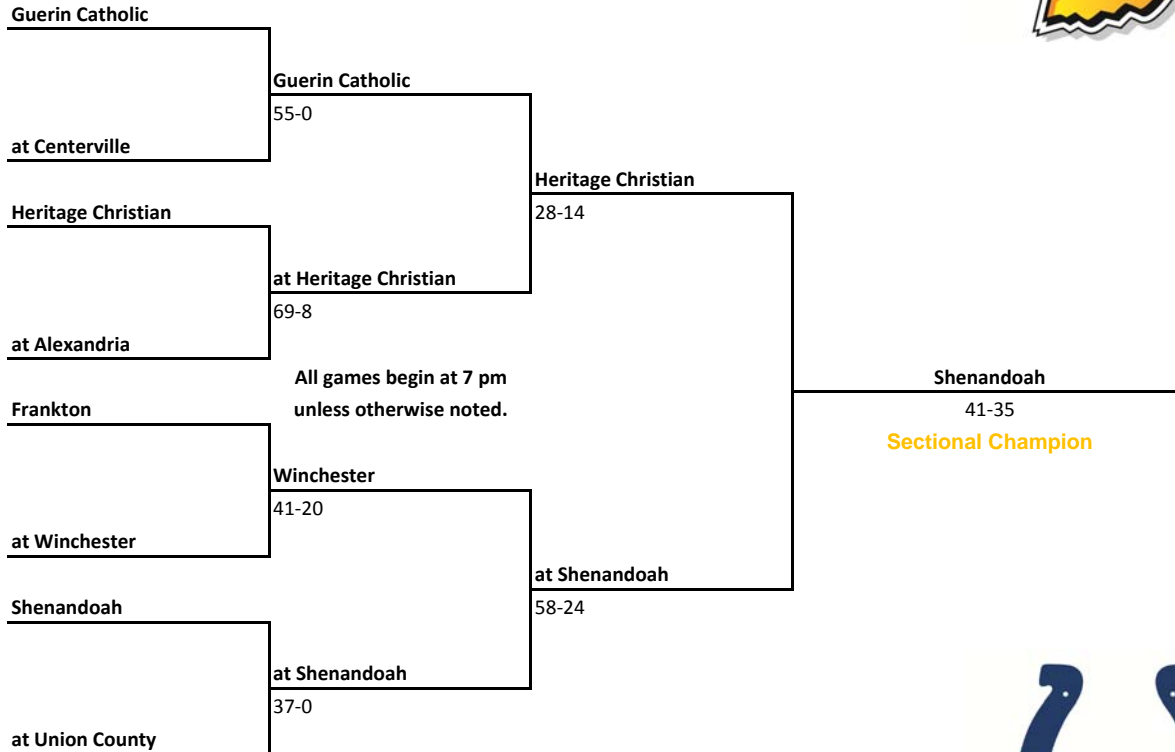 Guerin Catholic
Guerin Catholic
55-0
at Centerville
Heritage Christian
28-14
Heritage Christian
at Heritage Christian
69-8
at Alexandria
All games begin at 7 pm
unless otherwise noted.
Shenandoah
41-35
Sectional Champion
Frankton
Winchester
41-20
at Winchester
at Shenandoah
58-24
Shenandoah
at Shenandoah
37-0
at Union County